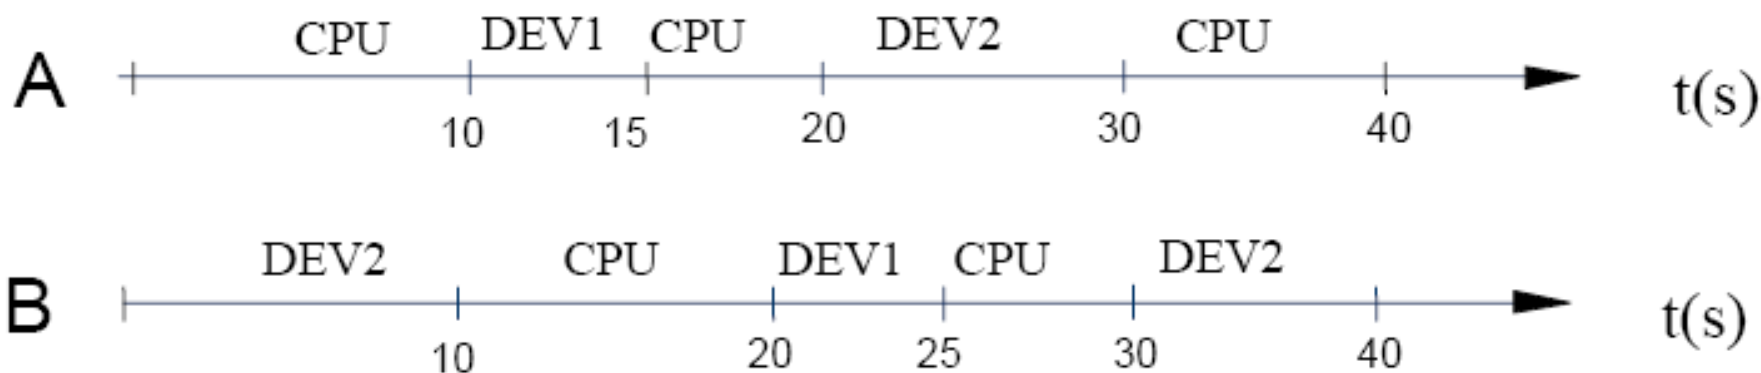 CPU DEV1 CPU DEV2 CPU
A t(s)
10 15 20 30 40
DEV2 CPU DEV1 CPU DEV2
B t(s)
10 20 25 30 40